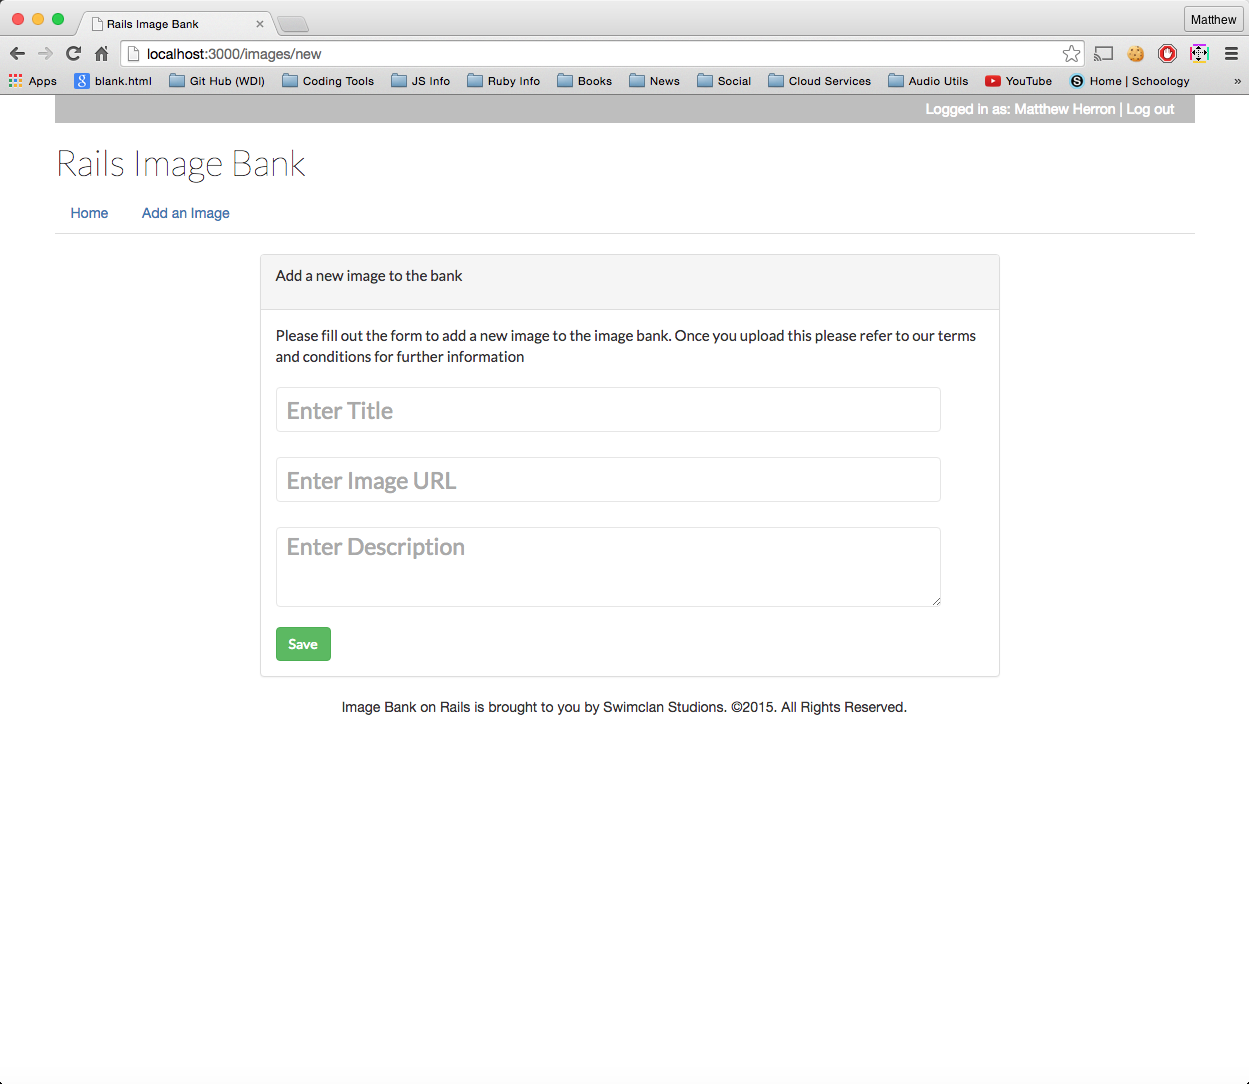 Rails Image Bank
Matthew
localhost:3000/images/new
Apps blank.html Git Hub (WDI) Coding Tools JS Info Ruby Info Books News Social Cloud Services Audio Utils YouTube Home | Schoology »
Logged in as: Matthew Herron | Log out
Rails Image Bank
Home Add an Image
Add a new image to the bank
Please fill out the form to add a new image to the image bank. Once you upload this please refer to our terms
and conditions for further information
Enter Title
Enter Image URL
Enter Description
Save
Image Bank on Rails is brought to you by Swimclan Studions. ©2015. All Rights Reserved.